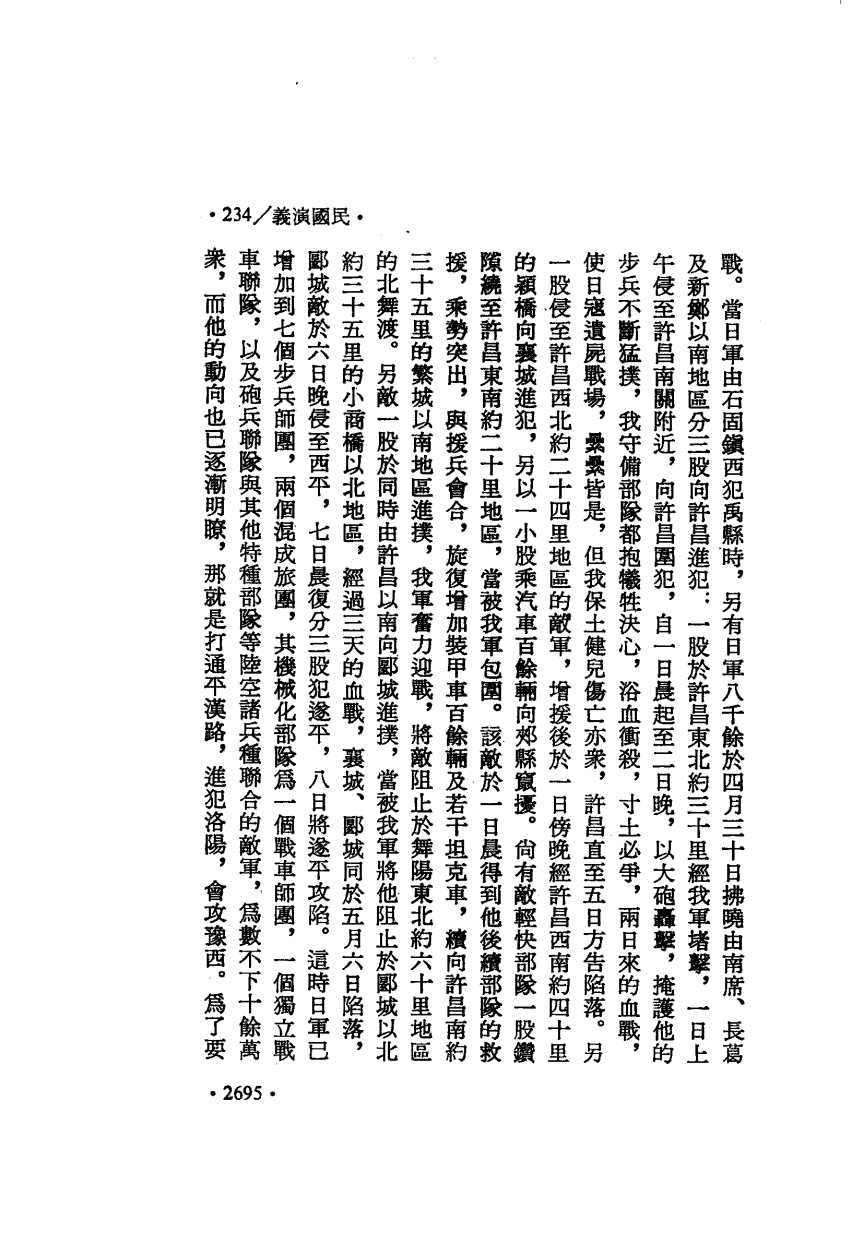 •234/義演國民•
戰。當日軍由石固鎭西犯禹縣時，另有日軍八千餘於四月三十日拂曉由南席、長葛
及新鄭以南地區分三股向許昌進犯：一股於許昌東北約三十里經我軍堵擊，一日上
午侵至許昌南關附近，向許昌圍犯，自一日晨起至二日晚，以大砲轟擊，掩護他的
步兵不斷猛撲，我守備部隊都抱犧牲決心，浴血衝殺，寸土必爭，兩日來的血戰，
使日寇遺屍戰場，纍纍皆是，但我保土健兒傷亡亦衆，許昌直至五日方告陷落。另
一股侵至許昌西北約二十四里地區的敵軍，增援後於一日傍晚經許昌西南約四十里
的潁橋向襄城進犯，另以一小股乘汽車百餘輛向郟縣竄擾。尙有敵輕快部隊一股鑽
隙繞至許昌東南約二十里地區，當被我軍包圍。該敵於一日晨得到他後續部隊的救
援，乘勢突出，與援兵會合，旋復增加裝甲車百餘輛及若干坦克車，續向許昌南約
三十五里的繁城以南地區進撲，我軍奮力迎戰，將敵阻止於舞陽東北約六十里地區
的北舞渡。另敵一股於同時由許昌以南向郾城進撲，當被我軍將他阻止於郾城以北
約三十五里的小商橋以北地區，經過三天的血戰，襄城、郾城同於五月六日陷落，
郾城敵於六日晚侵至西平，七日晨復分三股犯遂平，八日將遂平攻陷。這時日軍已
增加到七個步兵師團，兩個混成旅團，其機械化部隊爲一個戰車師團，一個獨立戰
車聯隊，以及砲兵聯隊與其他特種部隊等陸空諸兵種聯合的敵軍，爲數不下十餘萬
衆，而他的動向也已逐漸明瞭，那就是打通平漢路，進犯洛陽，會攻豫西。爲了要
•2695•